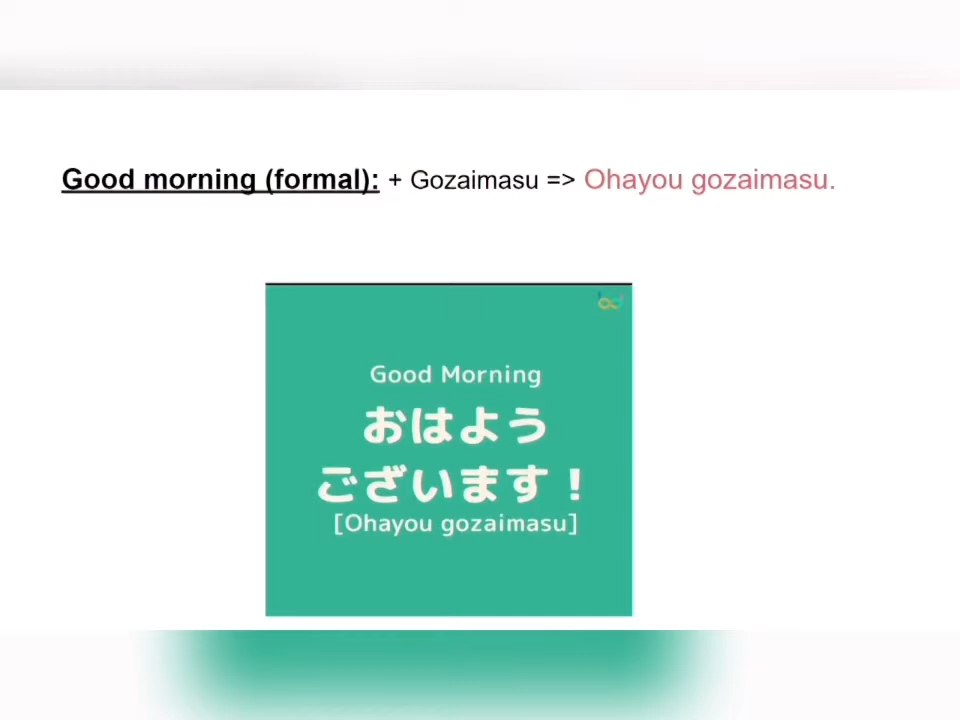 Good morning (formal): + Gozaimasu => Ohayou gozaimasu.
Good Morning
おはよう
ございます！
[Ohayou gozaimasu]